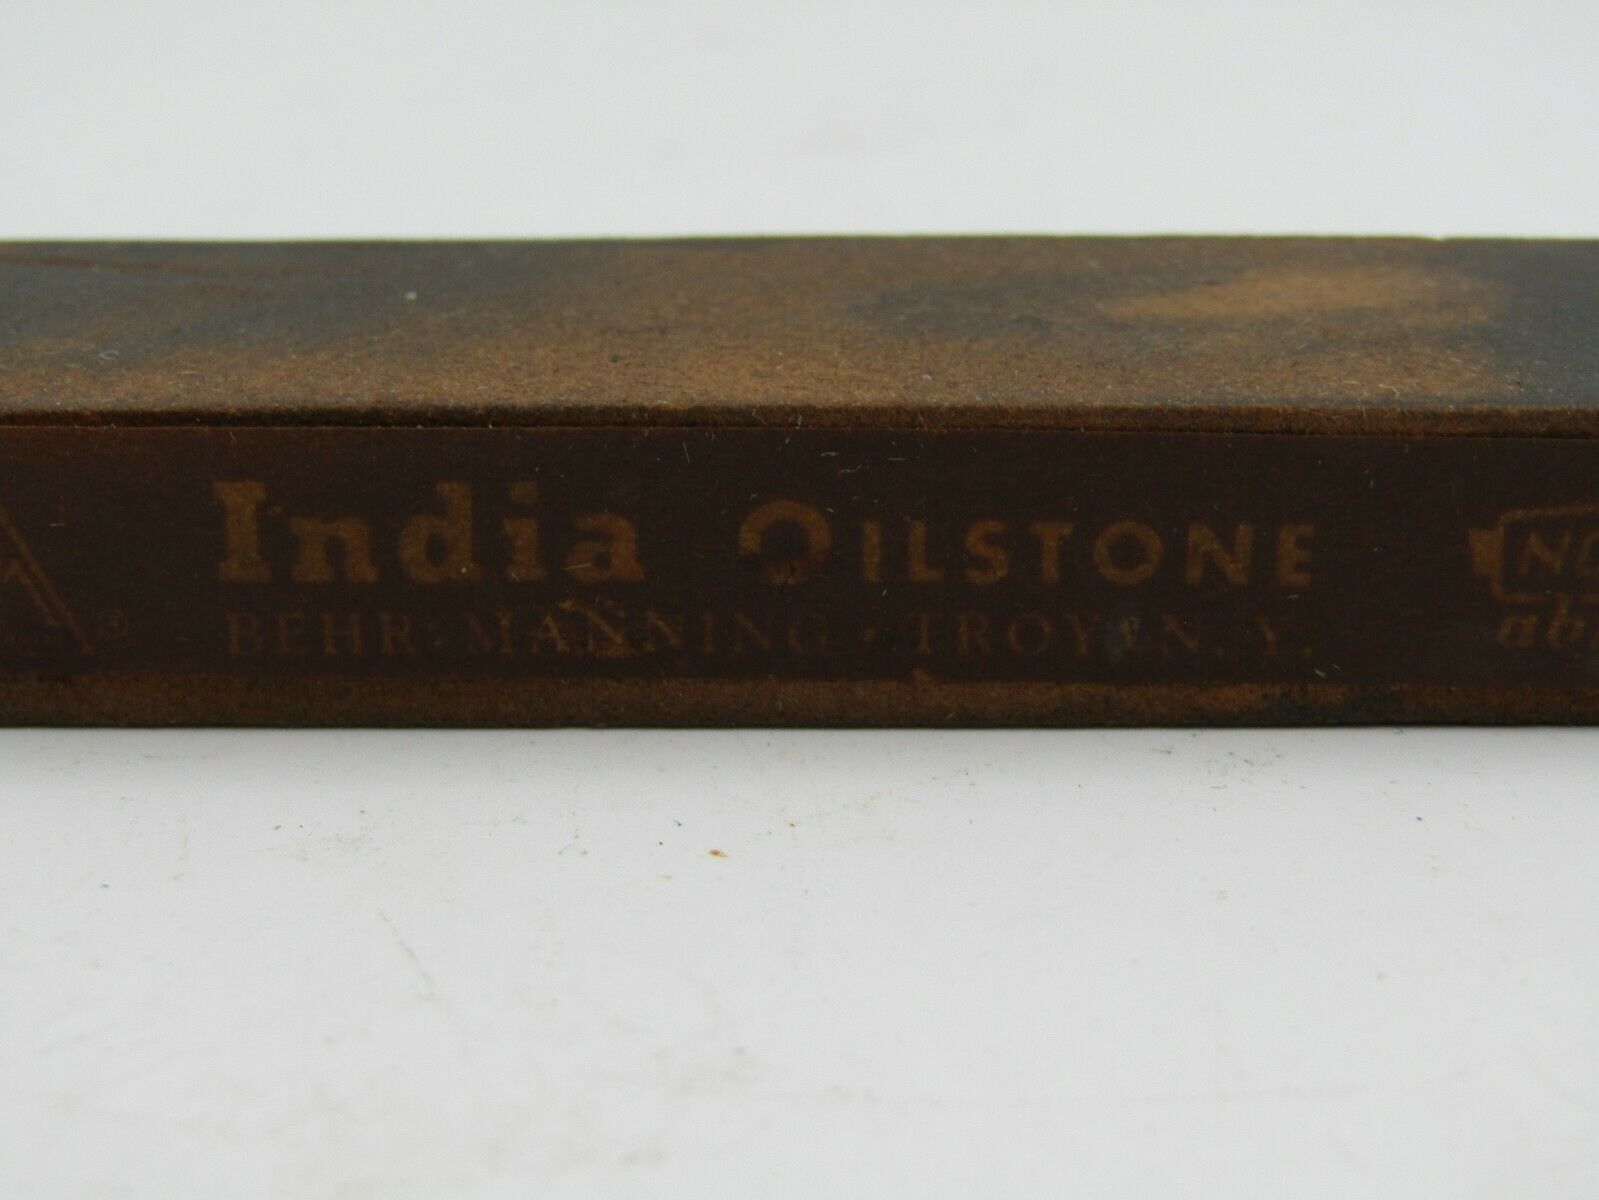 India OILSTONE
BEHR-MANNING • TROY, N. Y.
®